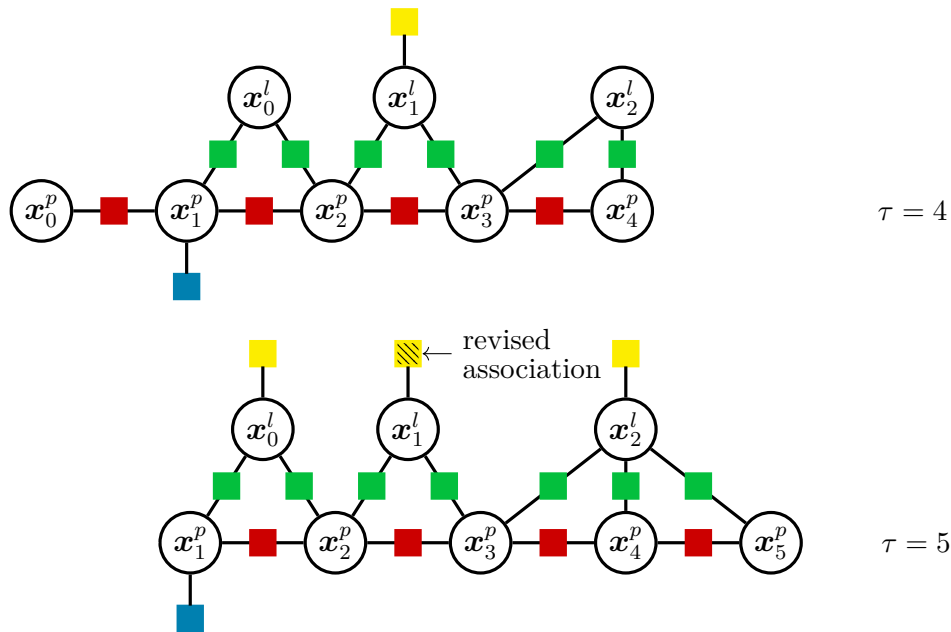 x_1^l
x_0^l x_2^l
x_0^p x_1^p x_2^p x_3^p x_4^p τ = 4
revised
association
x_0^l x_1^l x_2^l
x_1^p x_2^p x_3^p x_4^p x_5^p τ = 5